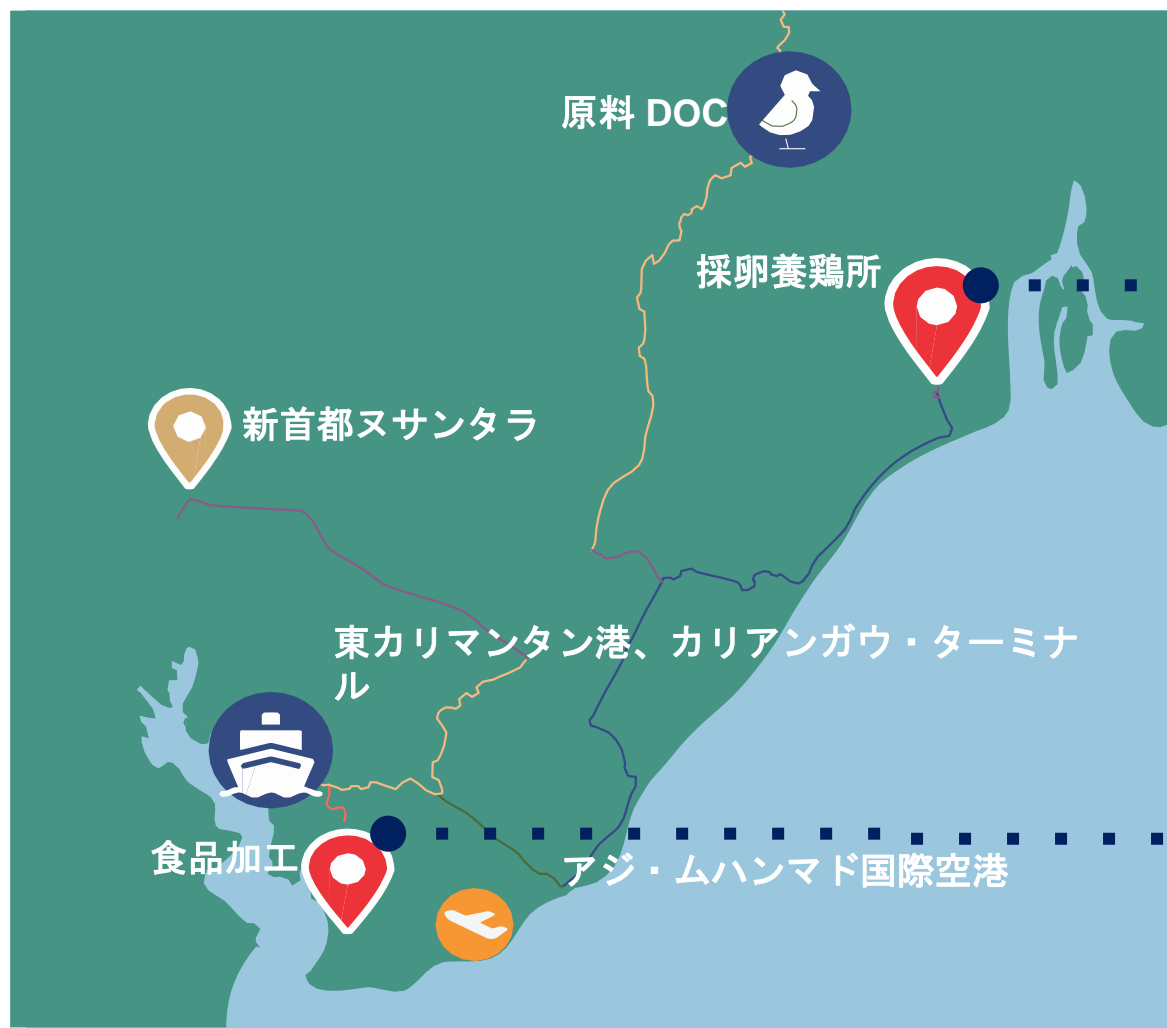 原料 DOC
採卵養鶏所
新首都ヌサンタラ
東カリマンタン港、カリアンガウ・ターミナ
ル
食品加工
アジ・ムハンマド国際空港